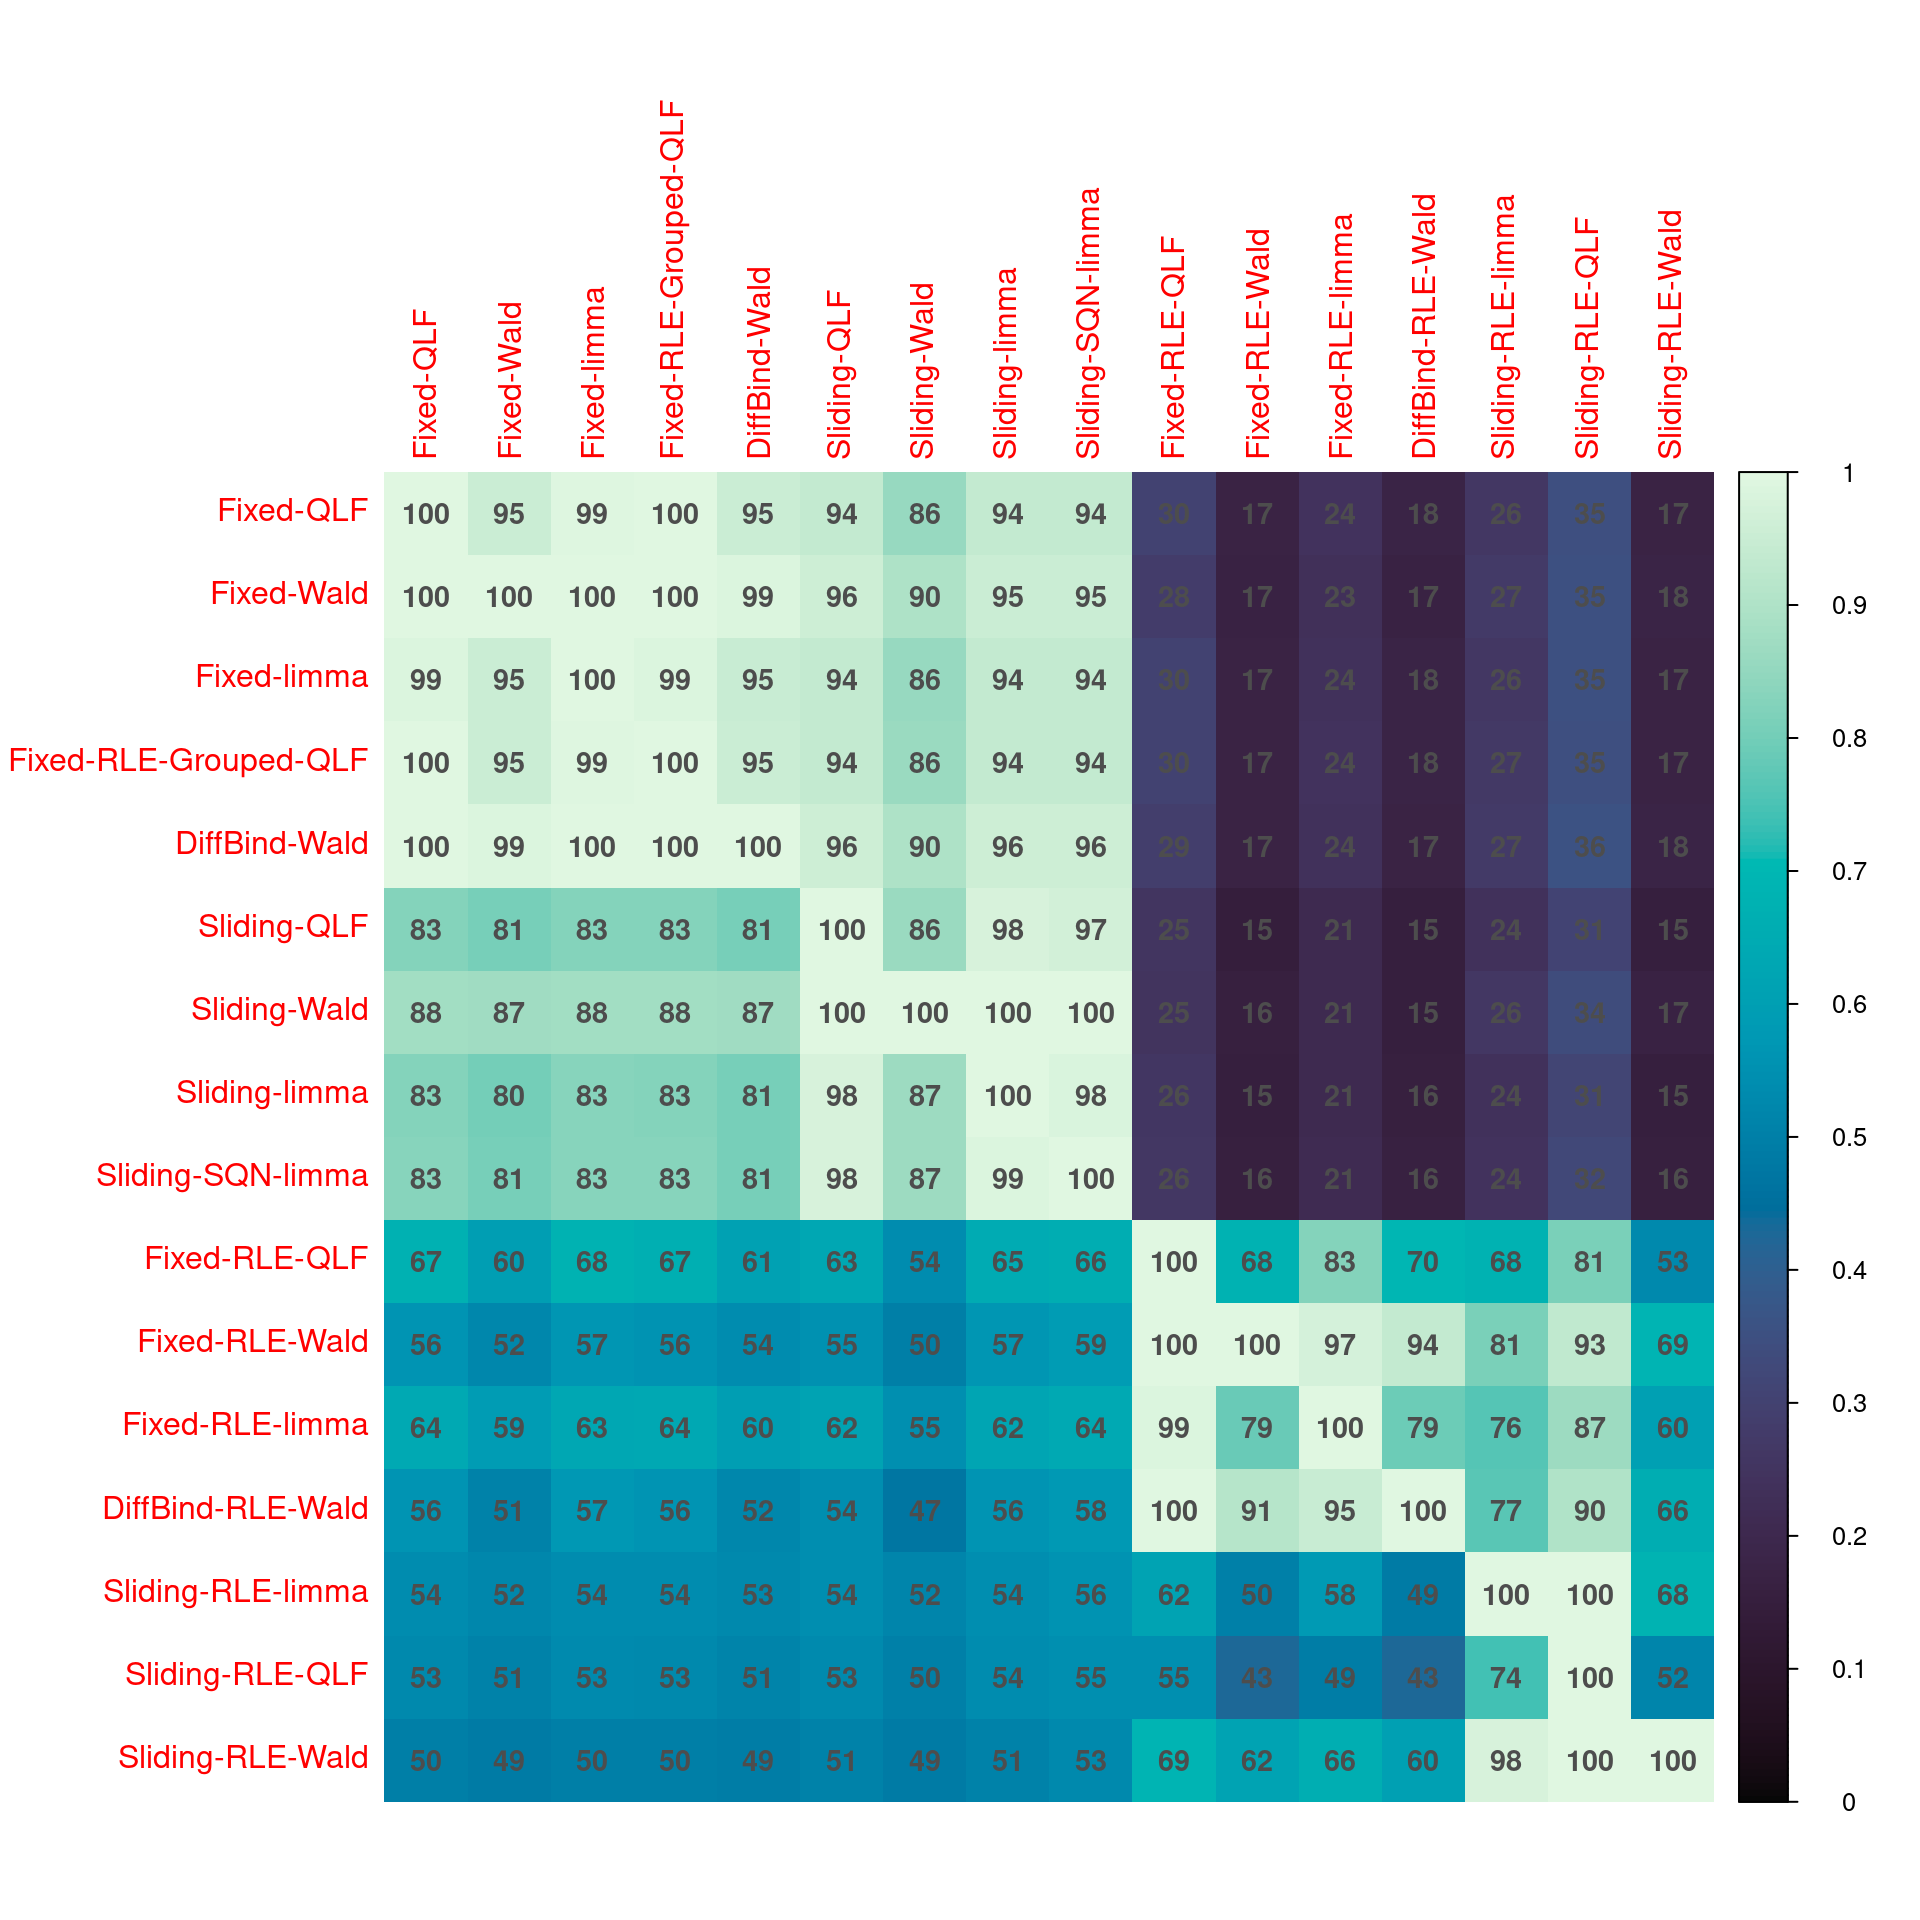 Fixed-QLF
Fixed-Wald
Fixed-limma
Fixed-RLE-Grouped-QLF
DiffBind-Wald
Sliding-QLF
Sliding-Wald
Sliding-limma
Sliding-SQN-limma
Fixed-RLE-QLF
Fixed-RLE-Wald
Fixed-RLE-limma
DiffBind-RLE-Wald
Sliding-RLE-limma
Sliding-RLE-QLF
Sliding-RLE-Wald
Fixed-QLF 100 95 99 100 95 94 86 94 94 30 17 24 18 26 35 17
Fixed-Wald 100 100 100 100 99 96 90 95 95 28 17 23 17 27 35 18
Fixed-limma 99 95 100 99 95 94 86 94 94 30 17 24 18 26 35 17
Fixed-RLE-Grouped-QLF 100 95 99 100 95 94 86 94 94 30 17 24 18 27 35 17
DiffBind-Wald 100 99 100 100 100 96 90 96 96 29 17 24 17 27 36 18
Sliding-QLF 83 81 83 83 81 100 86 98 97 25 15 21 15 24 31 15
Sliding-Wald 88 87 88 88 87 100 100 100 100 25 16 21 15 26 34 17
Sliding-limma 83 80 83 83 81 98 87 100 98 26 15 21 16 24 31 15
Sliding-SQN-limma 83 81 83 83 81 98 87 99 100 26 16 21 16 24 32 16
Fixed-RLE-QLF 67 60 68 67 61 63 54 65 66 100 68 83 70 68 81 53
Fixed-RLE-Wald 56 52 57 56 54 55 50 57 59 100 100 97 94 81 93 69
Fixed-RLE-limma 64 59 63 64 60 62 55 62 64 99 79 100 79 76 87 60
DiffBind-RLE-Wald 56 51 57 56 52 54 47 56 58 100 91 95 100 77 90 66
Sliding-RLE-limma 54 52 54 54 53 54 52 54 56 62 50 58 49 100 100 68
Sliding-RLE-QLF 53 51 53 53 51 53 50 54 55 55 43 49 43 74 100 52
Sliding-RLE-Wald 50 49 50 50 49 51 49 51 53 69 62 66 60 98 100 100
1
0.9
0.8
0.7
0.6
0.5
0.4
0.3
0.2
0.1
0